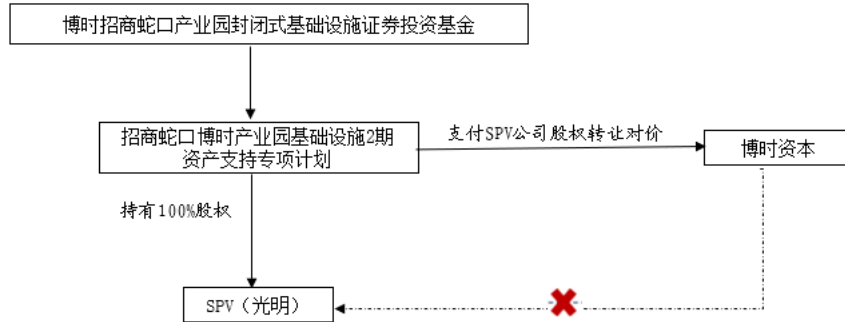 博时招商蛇口产业园封闭式基础设施证券投资基金
招商蛇口博时产业园基础设施2期
资产支持专项计划
支付SPV公司股权转让对价
博时资本
持有100%股权
SPV（光明）